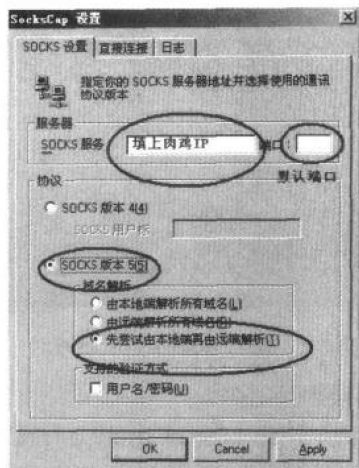 SocksCap 设置
SOCKS 设置 直接连接 日志
指定你的 SOCKS 服务器地址并选择使用的通讯
协议版本
服务器
SOCKS 服务 填上肉鸡IP 端口:
默认端口
协议
SOCKS 版本 4(4)
SOCKS 用户标
SOCKS 版本 5(5)
域名解析
由本地端解析所有域名(L)
由远端解析所有域名(R)
先尝试由本地端再由远端解析(T)
支持的验证方式
用户名/密码(U)
OK Cancel Apply